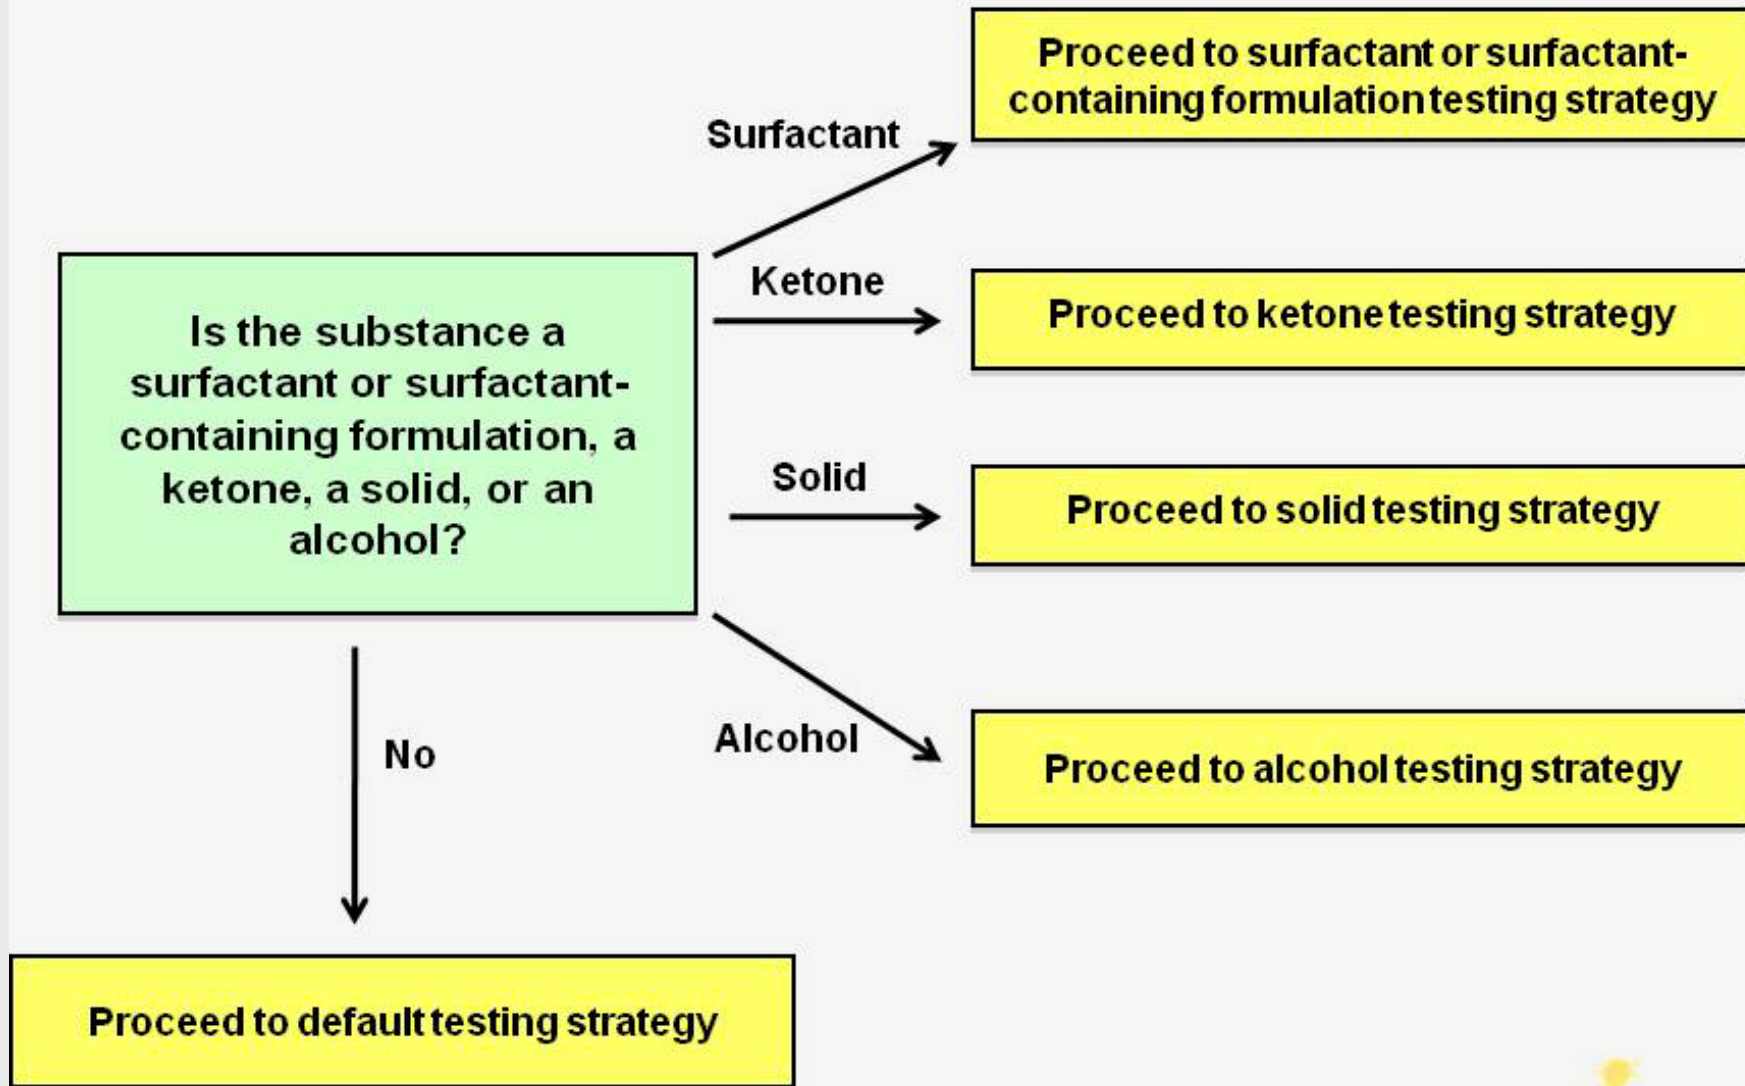 Proceed to surfactant or surfactant-
containing formulation testing strategy
Surfactant
Ketone
Proceed to ketone testing strategy
Is the substance a
surfactant or surfactant-
containing formulation, a
ketone, a solid, or an
alcohol?
Solid
Proceed to solid testing strategy
Alcohol
Proceed to alcohol testing strategy
No
Proceed to default testing strategy